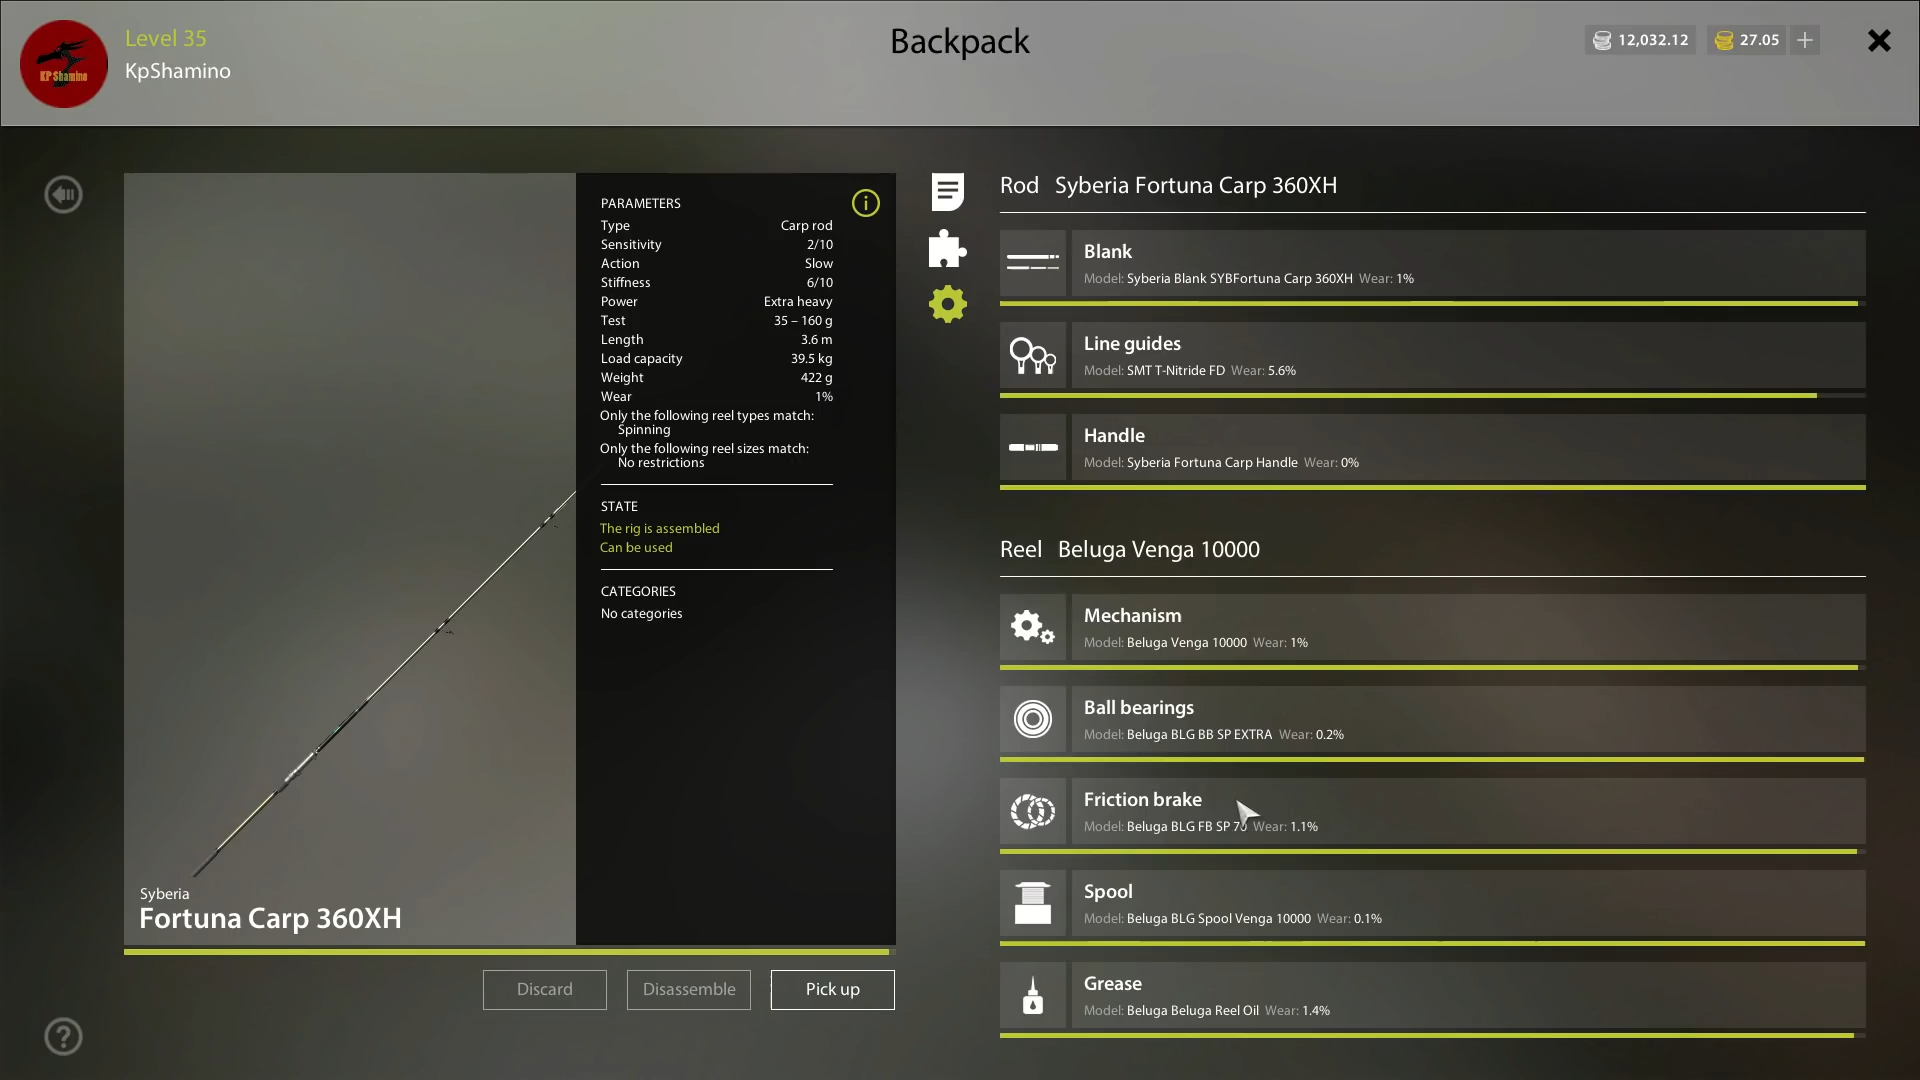 Level 35
KpShamino
KP Shamino
Backpack
12,032.12
27.05
PARAMETERS
Type Carp rod
Sensitivity 2/10
Action Slow
Stiffness 6/10
Power Extra heavy
Test 35 – 160 g
Length 3.6 m
Load capacity 39.5 kg
Weight 422 g
Wear 1%
Only the following reel types match:
Spinning
Only the following reel sizes match:
No restrictions
STATE
The rig is assembled
Can be used
CATEGORIES
No categories
Syberia
Fortuna Carp 360XH
Discard
Disassemble
Pick up
Rod Syberia Fortuna Carp 360XH
Blank
Model: Syberia Blank SYBFortuna Carp 360XH Wear: 1%
Line guides
Model: SMT T-Nitride FD Wear: 5.6%
Handle
Model: Syberia Fortuna Carp Handle Wear: 0%
Reel Beluga Venga 10000
Mechanism
Model: Beluga Venga 10000 Wear: 1%
Ball bearings
Model: Beluga BLG BB SP EXTRA Wear: 0.2%
Friction brake
Model: Beluga BLG FB SP Wear: 1.1%
Spool
Model: Beluga BLG Spool Venga 10000 Wear: 0.1%
Grease
Model: Beluga Beluga Reel Oil Wear: 1.4%